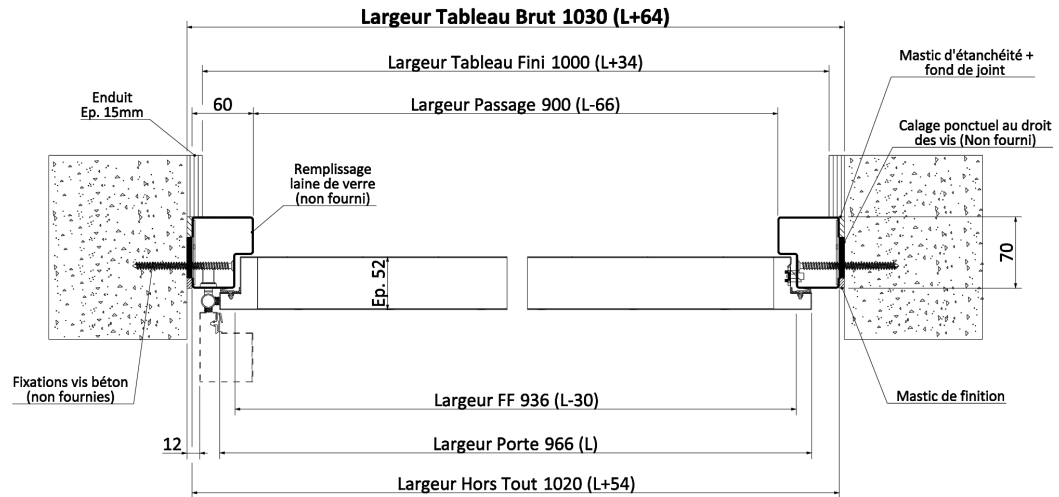 Largeur Tableau Brut 1030 (L+64)
Largeur Tableau Fini 1000 (L+34)
Mastic d'étanchéité +
fond de joint
Enduit
Ep. 15mm
60
Largeur Passage 900 (L-66)
Calage ponctuel au droit
des vis (Non fourni)
Remplissage
laine de verre
(non fourni)
70
Ep. 52
Fixations vis béton
(non fournies)
Largeur FF 936 (L-30)
Mastic de finition
12
Largeur Porte 966 (L)
Largeur Hors Tout 1020 (L+54)